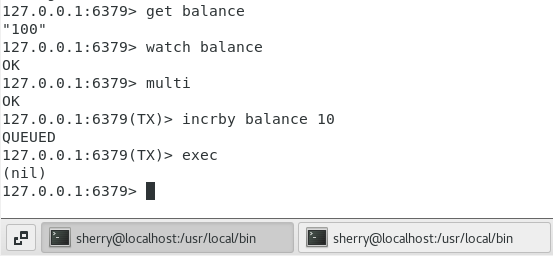 127.0.0.1:6379> get balance
"100"
127.0.0.1:6379> watch balance
OK
127.0.0.1:6379> multi
OK
127.0.0.1:6379(TX)> incrby balance 10
QUEUED
127.0.0.1:6379(TX)> exec
(nil)
127.0.0.1:6379>
sherry@localhost:/usr/local/bin
sherry@localhost:/usr/local/bin